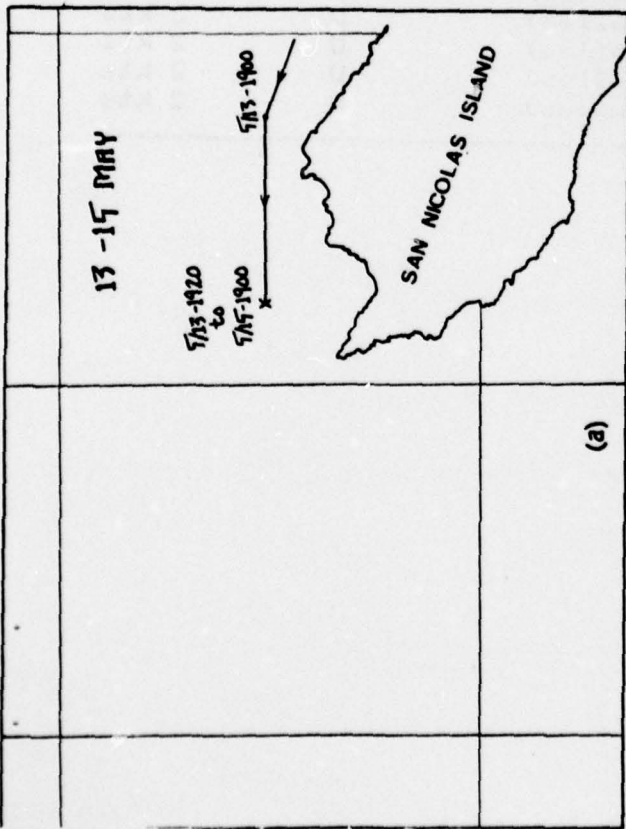 13 - 15 MAY
5/13-1920
to
5/15-1900
5/13-1900
SAN NICOLAS ISLAND
(a)